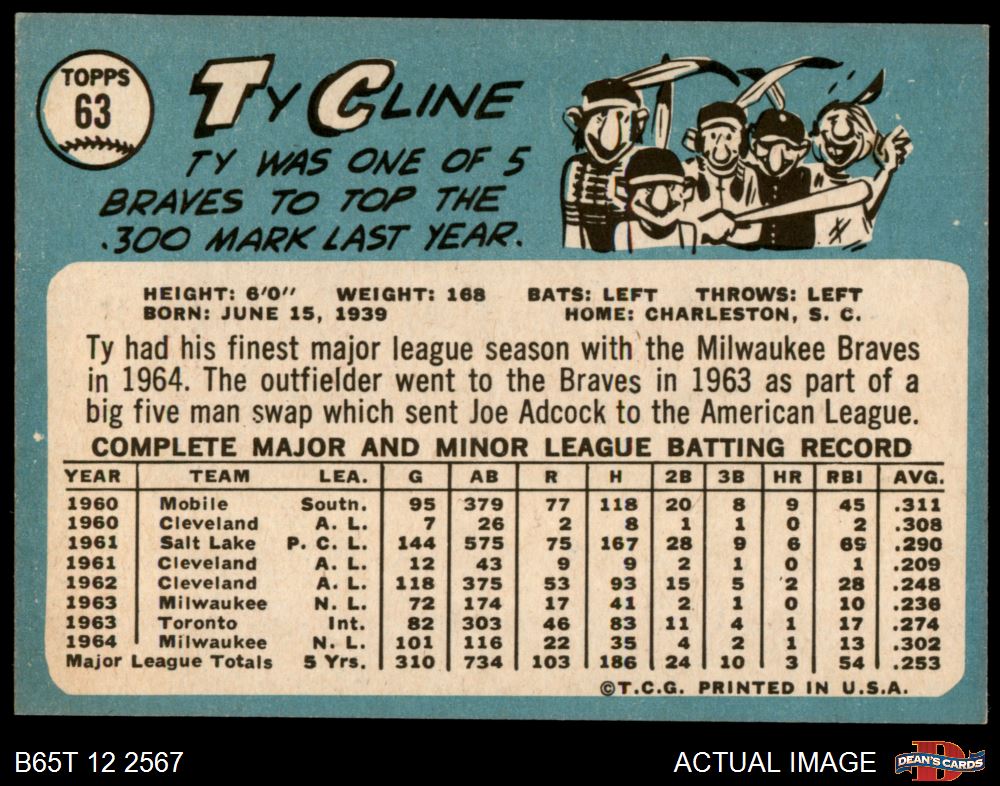 TOPPS
63
TY CLINE
TY WAS ONE OF 5
BRAVES TO TOP THE
.300 MARK LAST YEAR.
HEIGHT: 6'0" WEIGHT: 168 BATS: LEFT THROWS: LEFT
BORN: JUNE 15, 1939 HOME: CHARLESTON, S. C.
Ty had his finest major league season with the Milwaukee Braves
in 1964. The outfielder went to the Braves in 1963 as part of a
big five man swap which sent Joe Adcock to the American League.
COMPLETE MAJOR AND MINOR LEAGUE BATTING RECORD
YEAR TEAM LEA. G AB R H 2B 3B HR RBI AVG.
1960 Mobile South. 95 379 77 118 20 8 9 45 .311
1960 Cleveland A. L. 7 26 2 8 1 1 0 2 .308
1961 Salt Lake P. C. L. 144 575 75 167 28 9 6 69 .290
1961 Cleveland A. L. 12 43 9 9 2 1 0 1 .209
1962 Cleveland A. L. 118 375 53 93 15 5 2 28 .248
1963 Milwaukee N. L. 72 174 17 41 2 1 0 10 .236
1963 Toronto Int. 82 303 46 83 11 4 1 17 .274
1964 Milwaukee N. L. 101 116 22 35 4 2 1 13 .302
Major League Totals 5 Yrs. 310 734 103 186 24 10 3 54 .253
©T.C.G. PRINTED IN U.S.A.
B65T 12 2567 ACTUAL IMAGE
D
DEAN'S CARDS